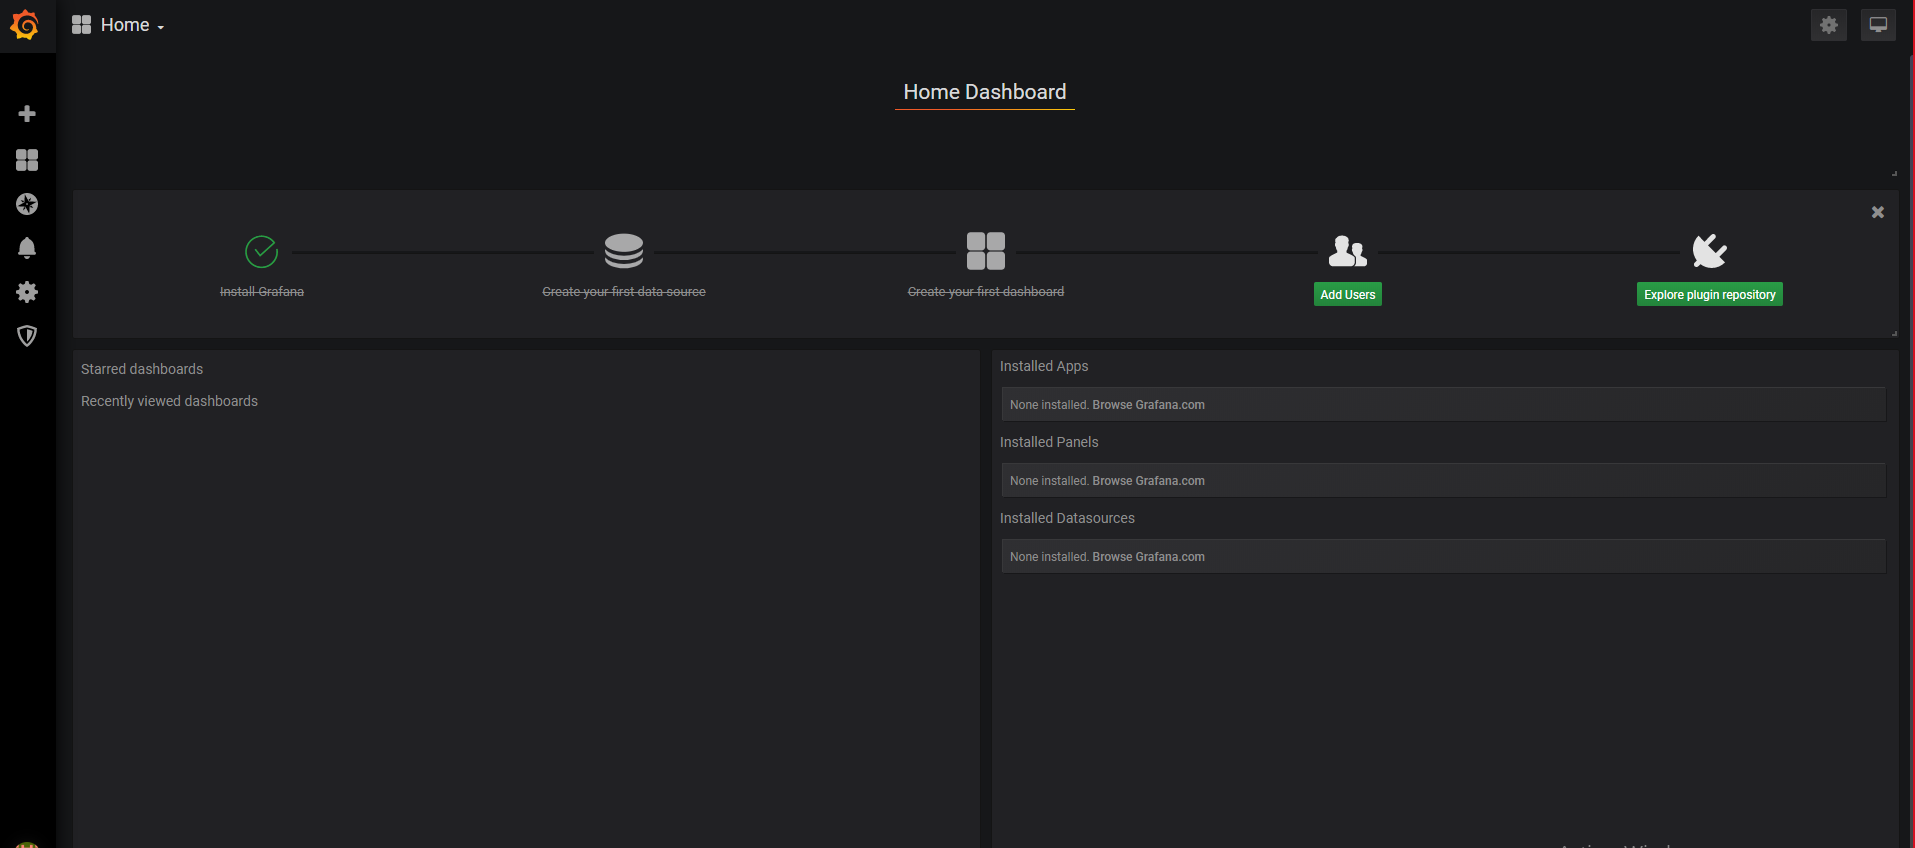 Home
Home Dashboard
Install Grafana
Create your first data source
Create your first dashboard
Add Users
Explore plugin repository
Starred dashboards
Recently viewed dashboards
Installed Apps
None installed. Browse Grafana.com
Installed Panels
None installed. Browse Grafana.com
Installed Datasources
None installed. Browse Grafana.com